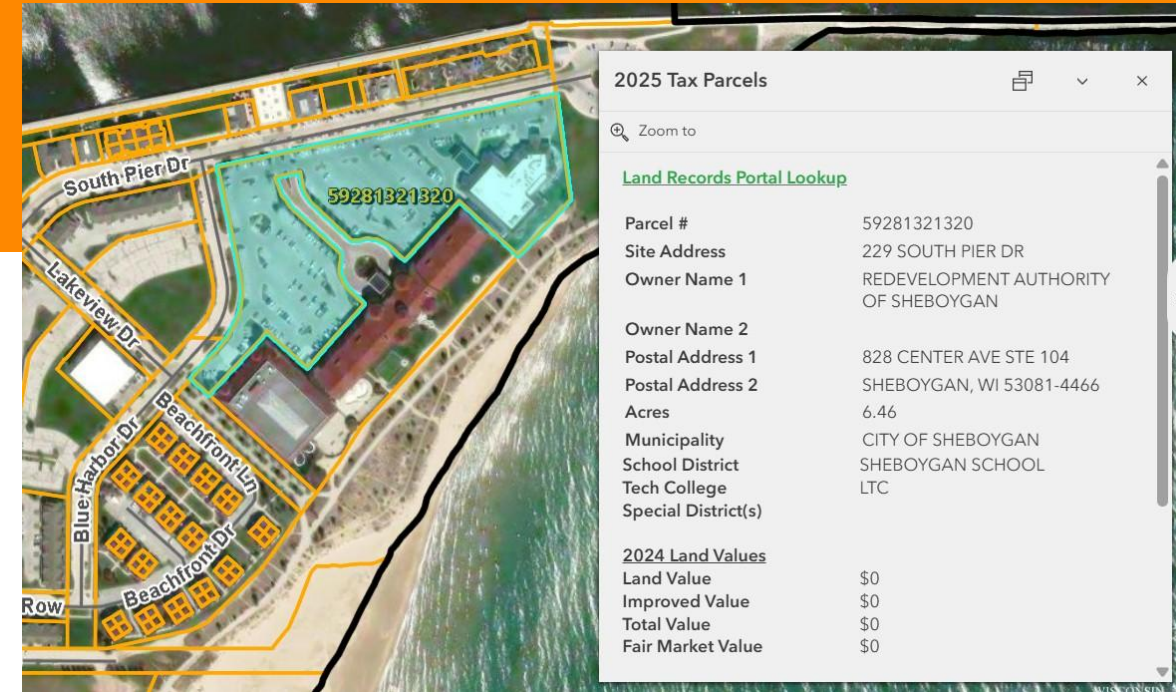 South Pier Dr
59281321320
Lakeview Dr
Beachfront Ln
Blue Harbor Dr
Beachfront Dr
Row
2025 Tax Parcels
Zoom to
Land Records Portal Lookup
Parcel # 59281321320
Site Address 229 SOUTH PIER DR
Owner Name 1 REDEVELOPMENT AUTHORITY
OF SHEBOYGAN
Owner Name 2
Postal Address 1 828 CENTER AVE STE 104
Postal Address 2 SHEBOYGAN, WI 53081-4466
Acres 6.46
Municipality CITY OF SHEBOYGAN
School District SHEBOYGAN SCHOOL
Tech College LTC
Special District(s)
2024 Land Values
Land Value $0
Improved Value $0
Total Value $0
Fair Market Value $0